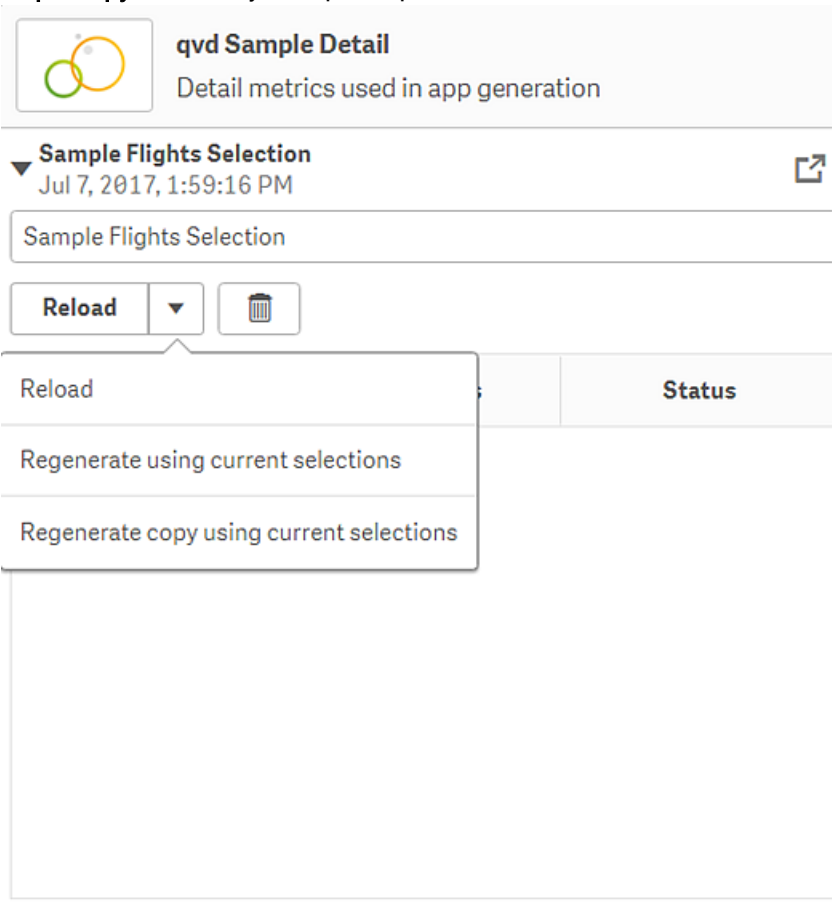 qvd Sample Detail
Detail metrics used in app generation
Sample Flights Selection
Jul 7, 2017, 1:59:16 PM
Sample Flights Selection
Reload
Reload
Status
Regenerate using current selections
Regenerate copy using current selections